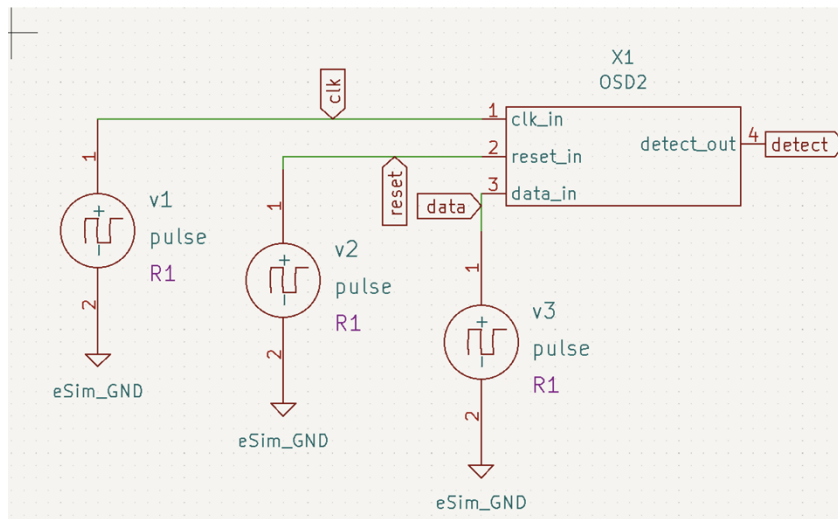 X1
OSD2
clk
1 clk_in
detect_out 4 detect
2 reset_in
3 data_in
reset
data
1
+
-
v1
pulse
R1
2
eSim_GND
1
+
-
v2
pulse
R1
2
eSim_GND
1
+
-
v3
pulse
R1
2
eSim_GND